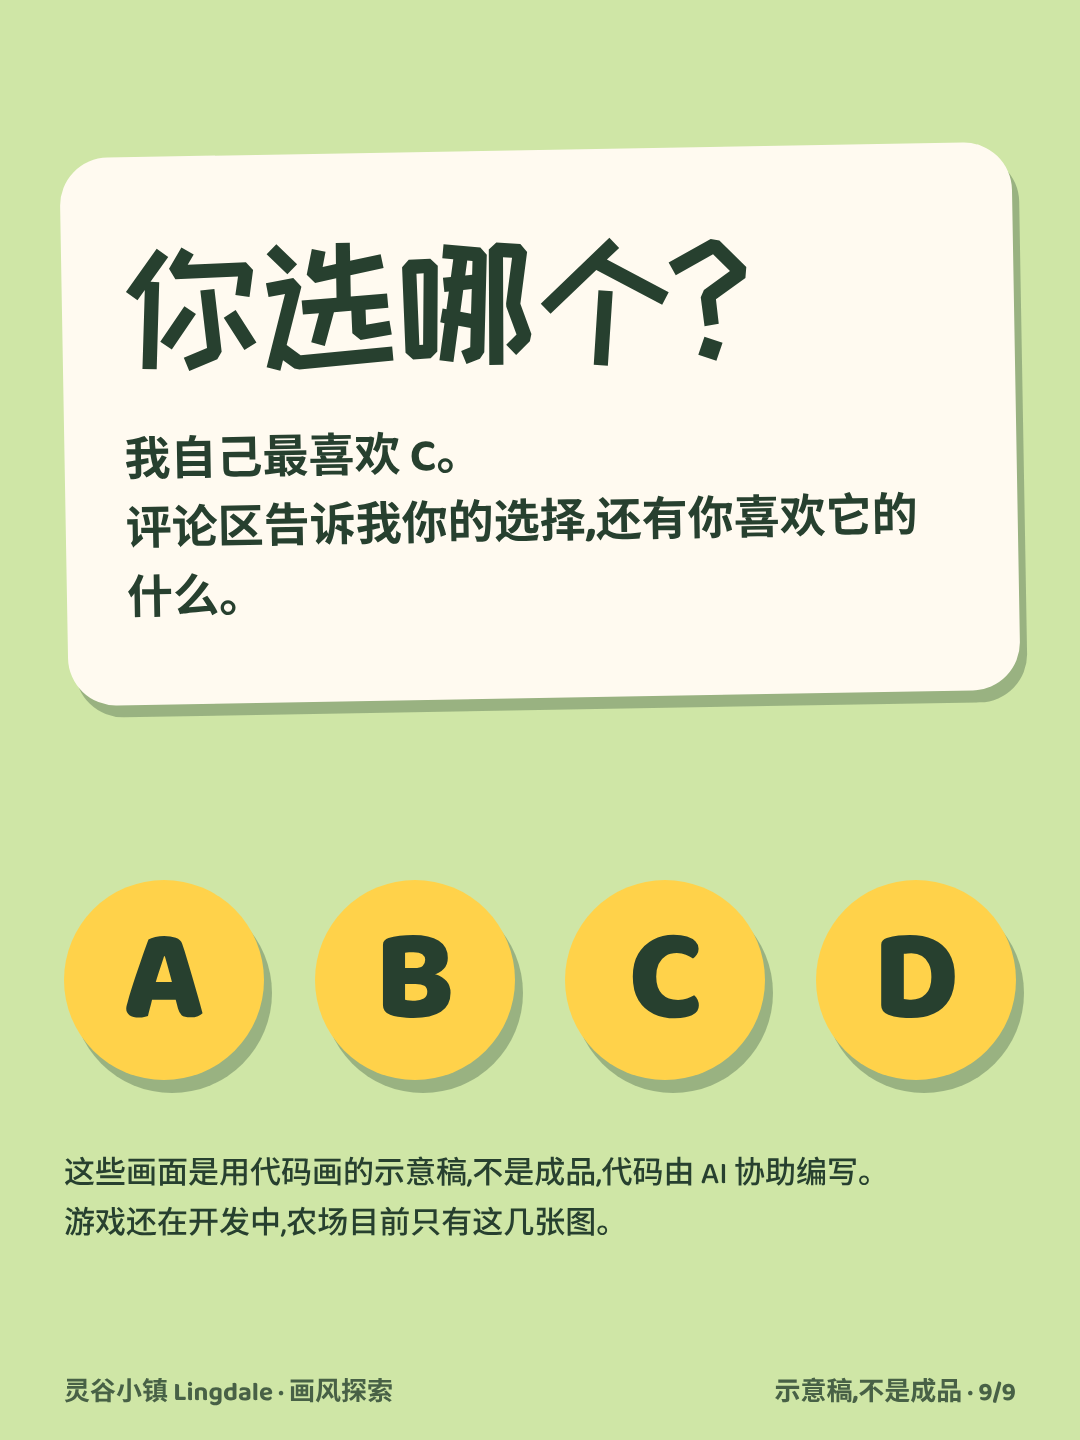 你选哪个?
我自己最喜欢 C。
评论区告诉我你的选择,还有你喜欢它的
什么。
A B C D
这些画面是用代码画的示意稿,不是成品,代码由 AI 协助编写。
游戏还在开发中,农场目前只有这几张图。
灵谷小镇 Lingdale · 画风探索
示意稿,不是成品 · 9/9